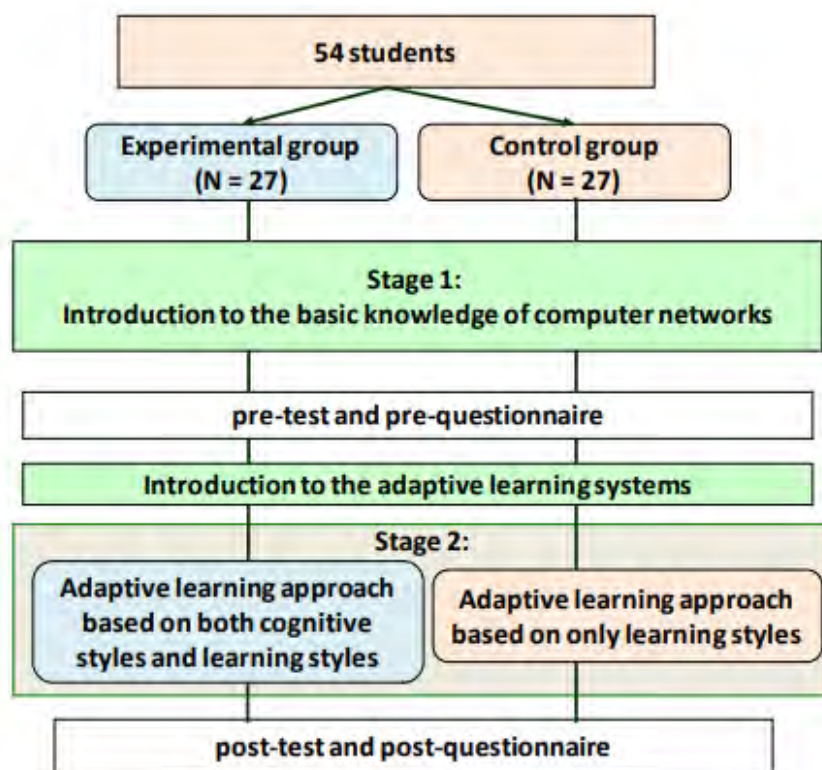 54 students
Experimental group
(N = 27)
Control group
(N = 27)
Stage 1:
Introduction to the basic knowledge of computer networks
pre-test and pre-questionnaire
Introduction to the adaptive learning systems
Stage 2:
Adaptive learning approach
based on both cognitive
styles and learning styles
Adaptive learning approach
based on only learning styles
post-test and post-questionnaire